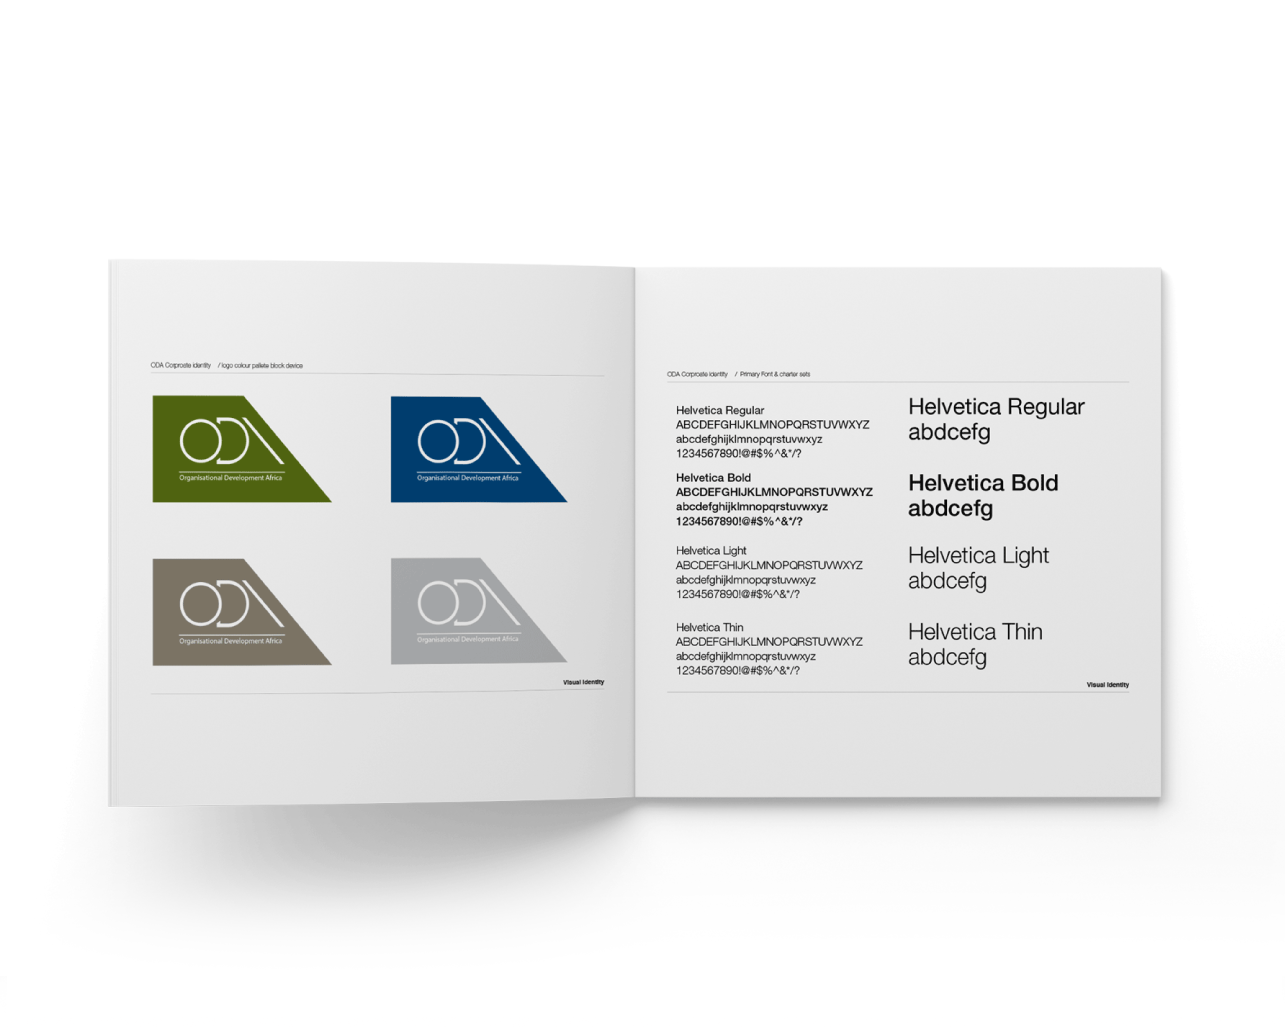 ODA Corproate identity / logo colour pallete block device
ODA
Organisational Development Africa
ODA
Organisational Development Africa
ODA
Organisational Development Africa
ODA
Organisational Development Africa
Visual Identity
ODA Corproate identity / Primary Font & charter sets
Helvetica Regular
ABCDEFGHIJKLMNOPQRSTUVWXYZ
abcdefghijklmnopqrstuvwxyz
1234567890!@#$%^&*/?
Helvetica Bold
ABCDEFGHIJKLMNOPQRSTUVWXYZ
abcdefghijklmnopqrstuvwxyz
1234567890!@#$%^&*/?
Helvetica Light
ABCDEFGHIJKLMNOPQRSTUVWXYZ
abcdefghijklmnopqrstuvwxyz
1234567890!@#$%^&*/?
Helvetica Thin
ABCDEFGHIJKLMNOPQRSTUVWXYZ
abcdefghijklmnopqrstuvwxyz
1234567890!@#$%^&*/?
Helvetica Regular
abdcefg
Helvetica Bold
abdcefg
Helvetica Light
abdcefg
Helvetica Thin
abdcefg
Visual Identity